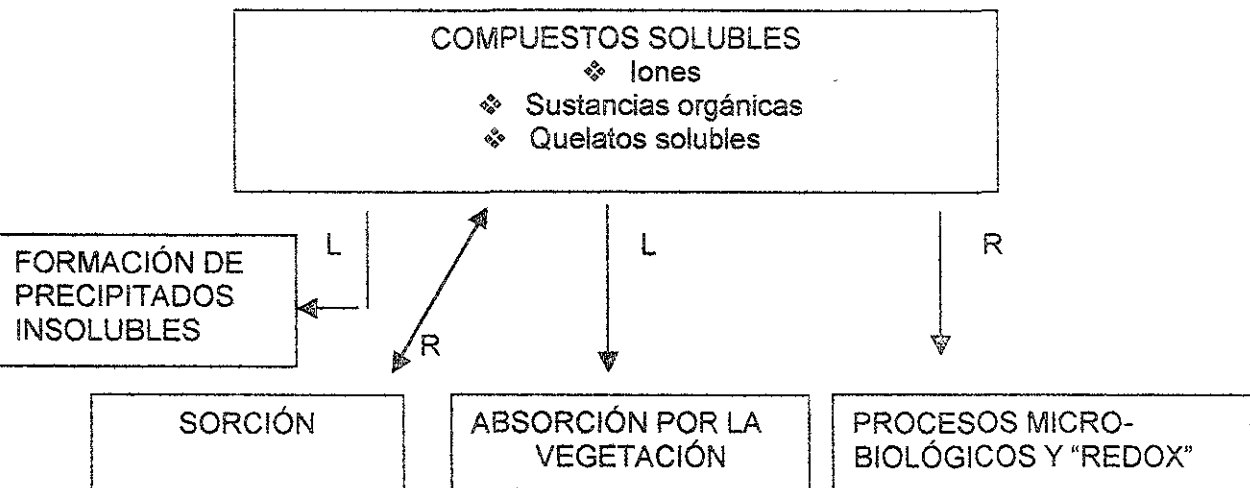 COMPUESTOS SOLUBLES
❖ Iones
❖ Sustancias orgánicas
❖ Quelatos solubles
L
L
R
FORMACIÓN DE
PRECIPITADOS
INSOLUBLES
R
SORCIÓN
ABSORCIÓN POR LA
VEGETACIÓN
PROCESOS MICRO-
BIOLÓGICOS Y "REDOX"